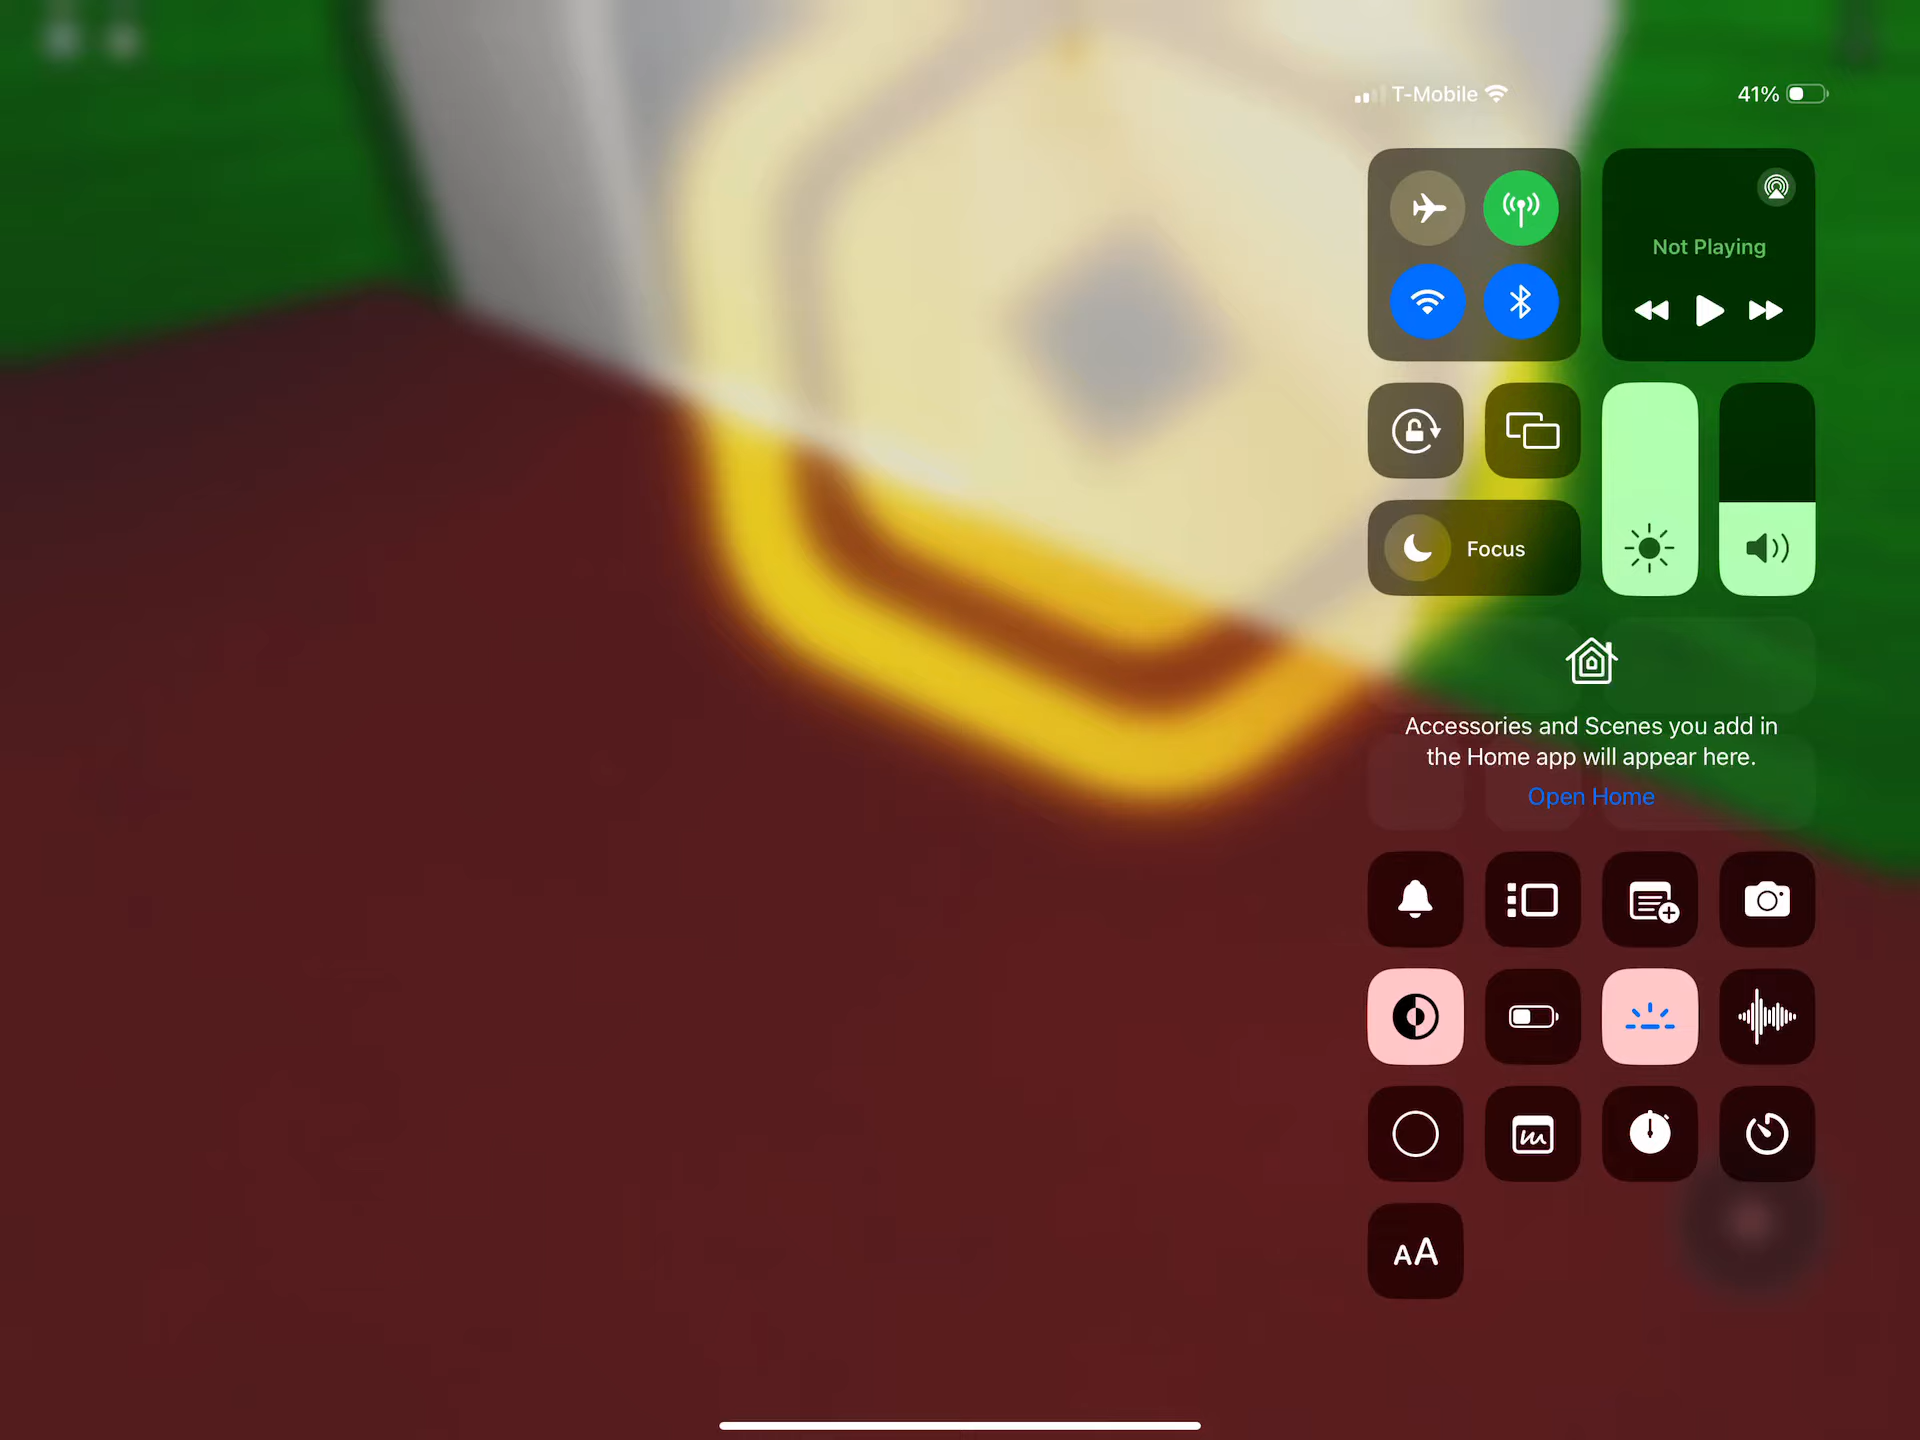 T-Mobile
41%
Not Playing
Focus
Accessories and Scenes you add in
the Home app will appear here.
Open Home
AA